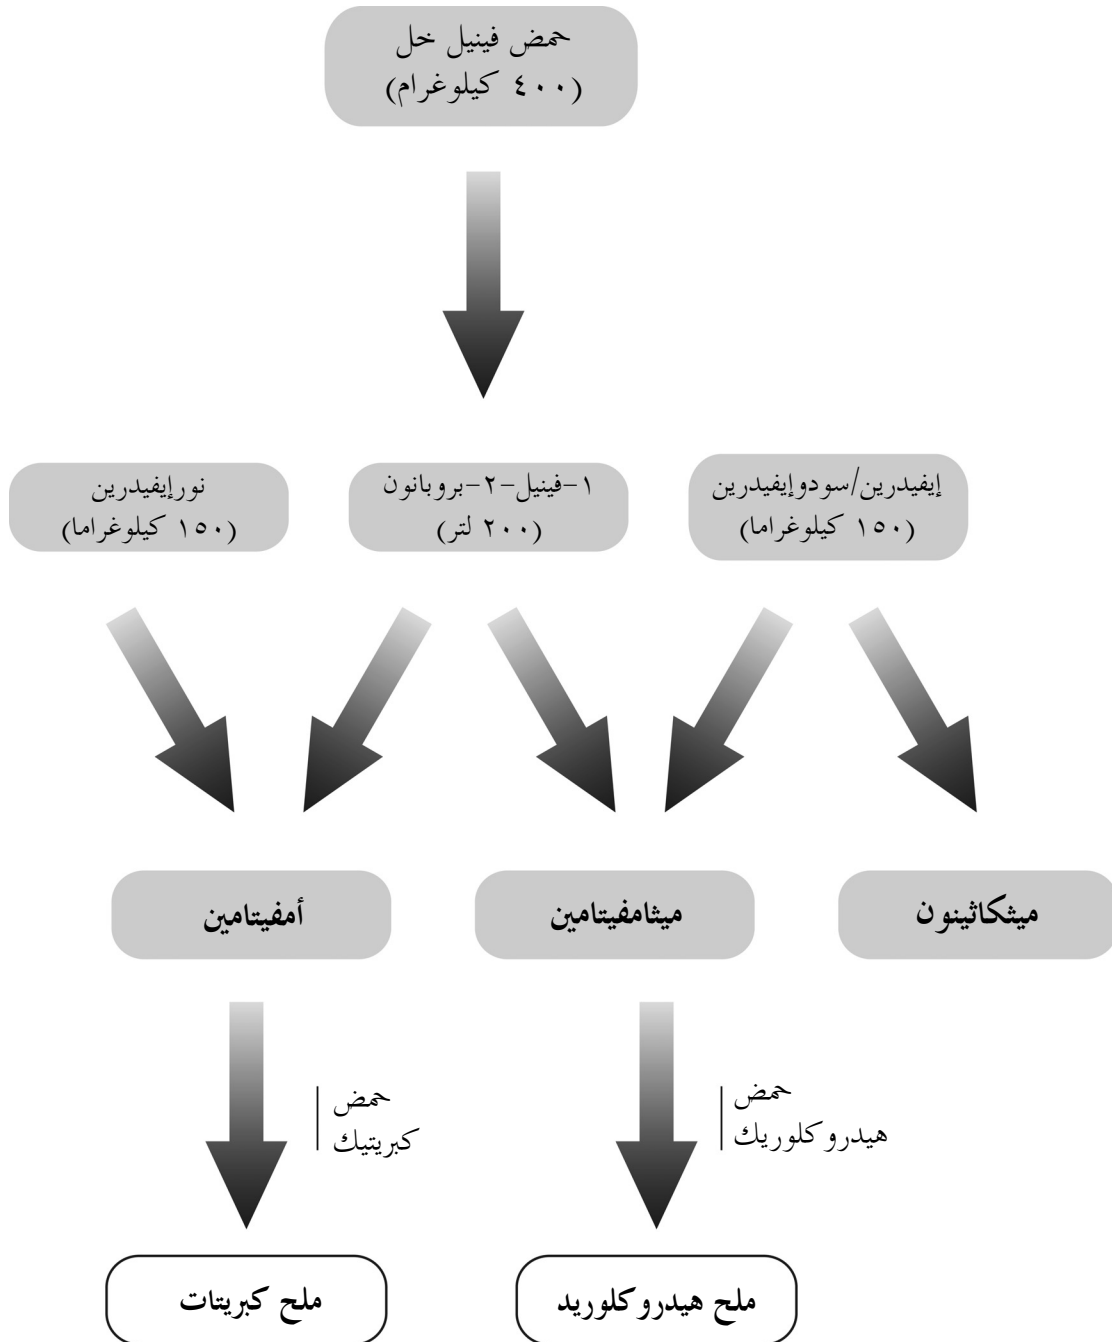 حمض فينيل خل
(٤٠٠ كيلوغرام)
إيفيدرين/سودوإيفيدرين
(١٥٠ كيلوغراما)
١-فينيل-٢-بروبانون
(٢٠٠ لتر)
نورإيفيدرين
(١٥٠ كيلوغراما)
ميثكاثينون
ميثامفيتامين
أمفيتامين
حمض
هيدروكلوريك
حمض
كبريتيك
ملح هيدروكلوريد
ملح كبريتات